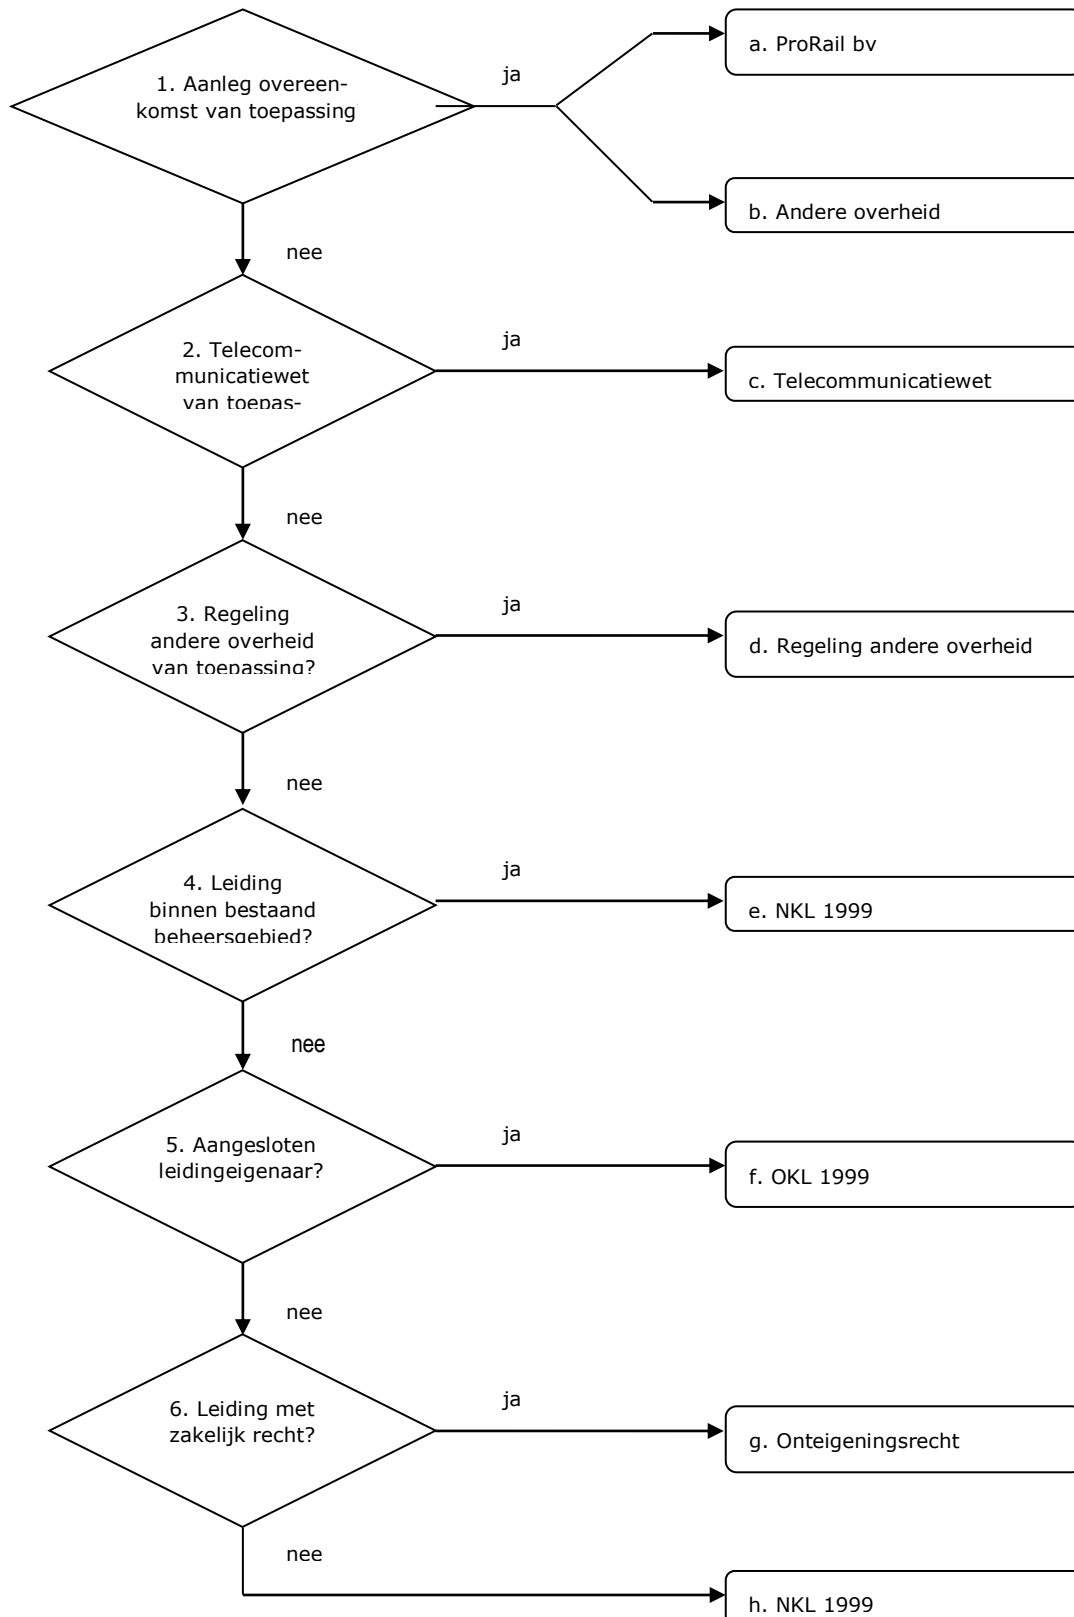 1. Aanleg overeen-
komst van toepassing
ja
a. ProRail bv
b. Andere overheid
nee
2. Telecom-
municatiewet
van toepas-
ja
c. Telecommunicatiewet
nee
3. Regeling
andere overheid
van toepassing?
ja
d. Regeling andere overheid
nee
4. Leiding
binnen bestaand
beheersgebied?
ja
e. NKL 1999
nee
5. Aangesloten
leidingeigenaar?
ja
f. OKL 1999
nee
6. Leiding met
zakelijk recht?
ja
g. Onteigeningsrecht
nee
h. NKL 1999